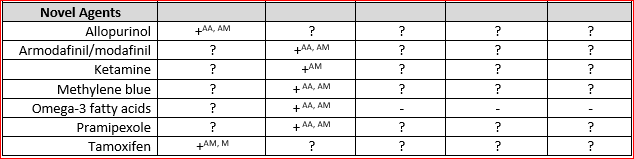 Novel Agents
Allopurinol +AA, AM ? ? ? ?
Armodafinil/modafinil ? +AA, AM ? ? ?
Ketamine ? +AM ? ? ?
Methylene blue ? + AA, AM ? ? ?
Omega-3 fatty acids ? + AA, AM - - -
Pramipexole ? + AA, AM ? ? ?
Tamoxifen +AM, M ? ? ? ?